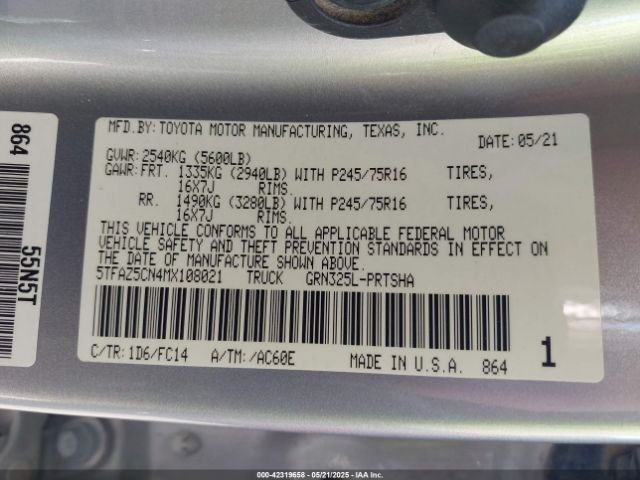 MFD.BY:TOYOTA MOTOR MANUFACTURING, TEXAS, INC.
DATE:05/21
GVWR:2540KG (5600LB)
GAWR:FRT. 1335KG (2940LB) WITH P245/75R16 TIRES,
16X7J RIMS.
RR. 1490KG (3280LB) WITH P245/75R16 TIRES,
16X7J RIMS.
THIS VEHICLE CONFORMS TO ALL APPLICABLE FEDERAL MOTOR
VEHICLE SAFETY AND THEFT PREVENTION STANDARDS IN EFFECT ON
THE DATE OF MANUFACTURE SHOWN ABOVE.
5TFAZ5CN4MX108021 TRUCK GRN325L-PRTSHA
C/TR:1D6/FC14 A/TM:/AC60E MADE IN U.S.A. 864
1
864
55N5T
000-42319658 - 05/21/2025 - IAAI.COM